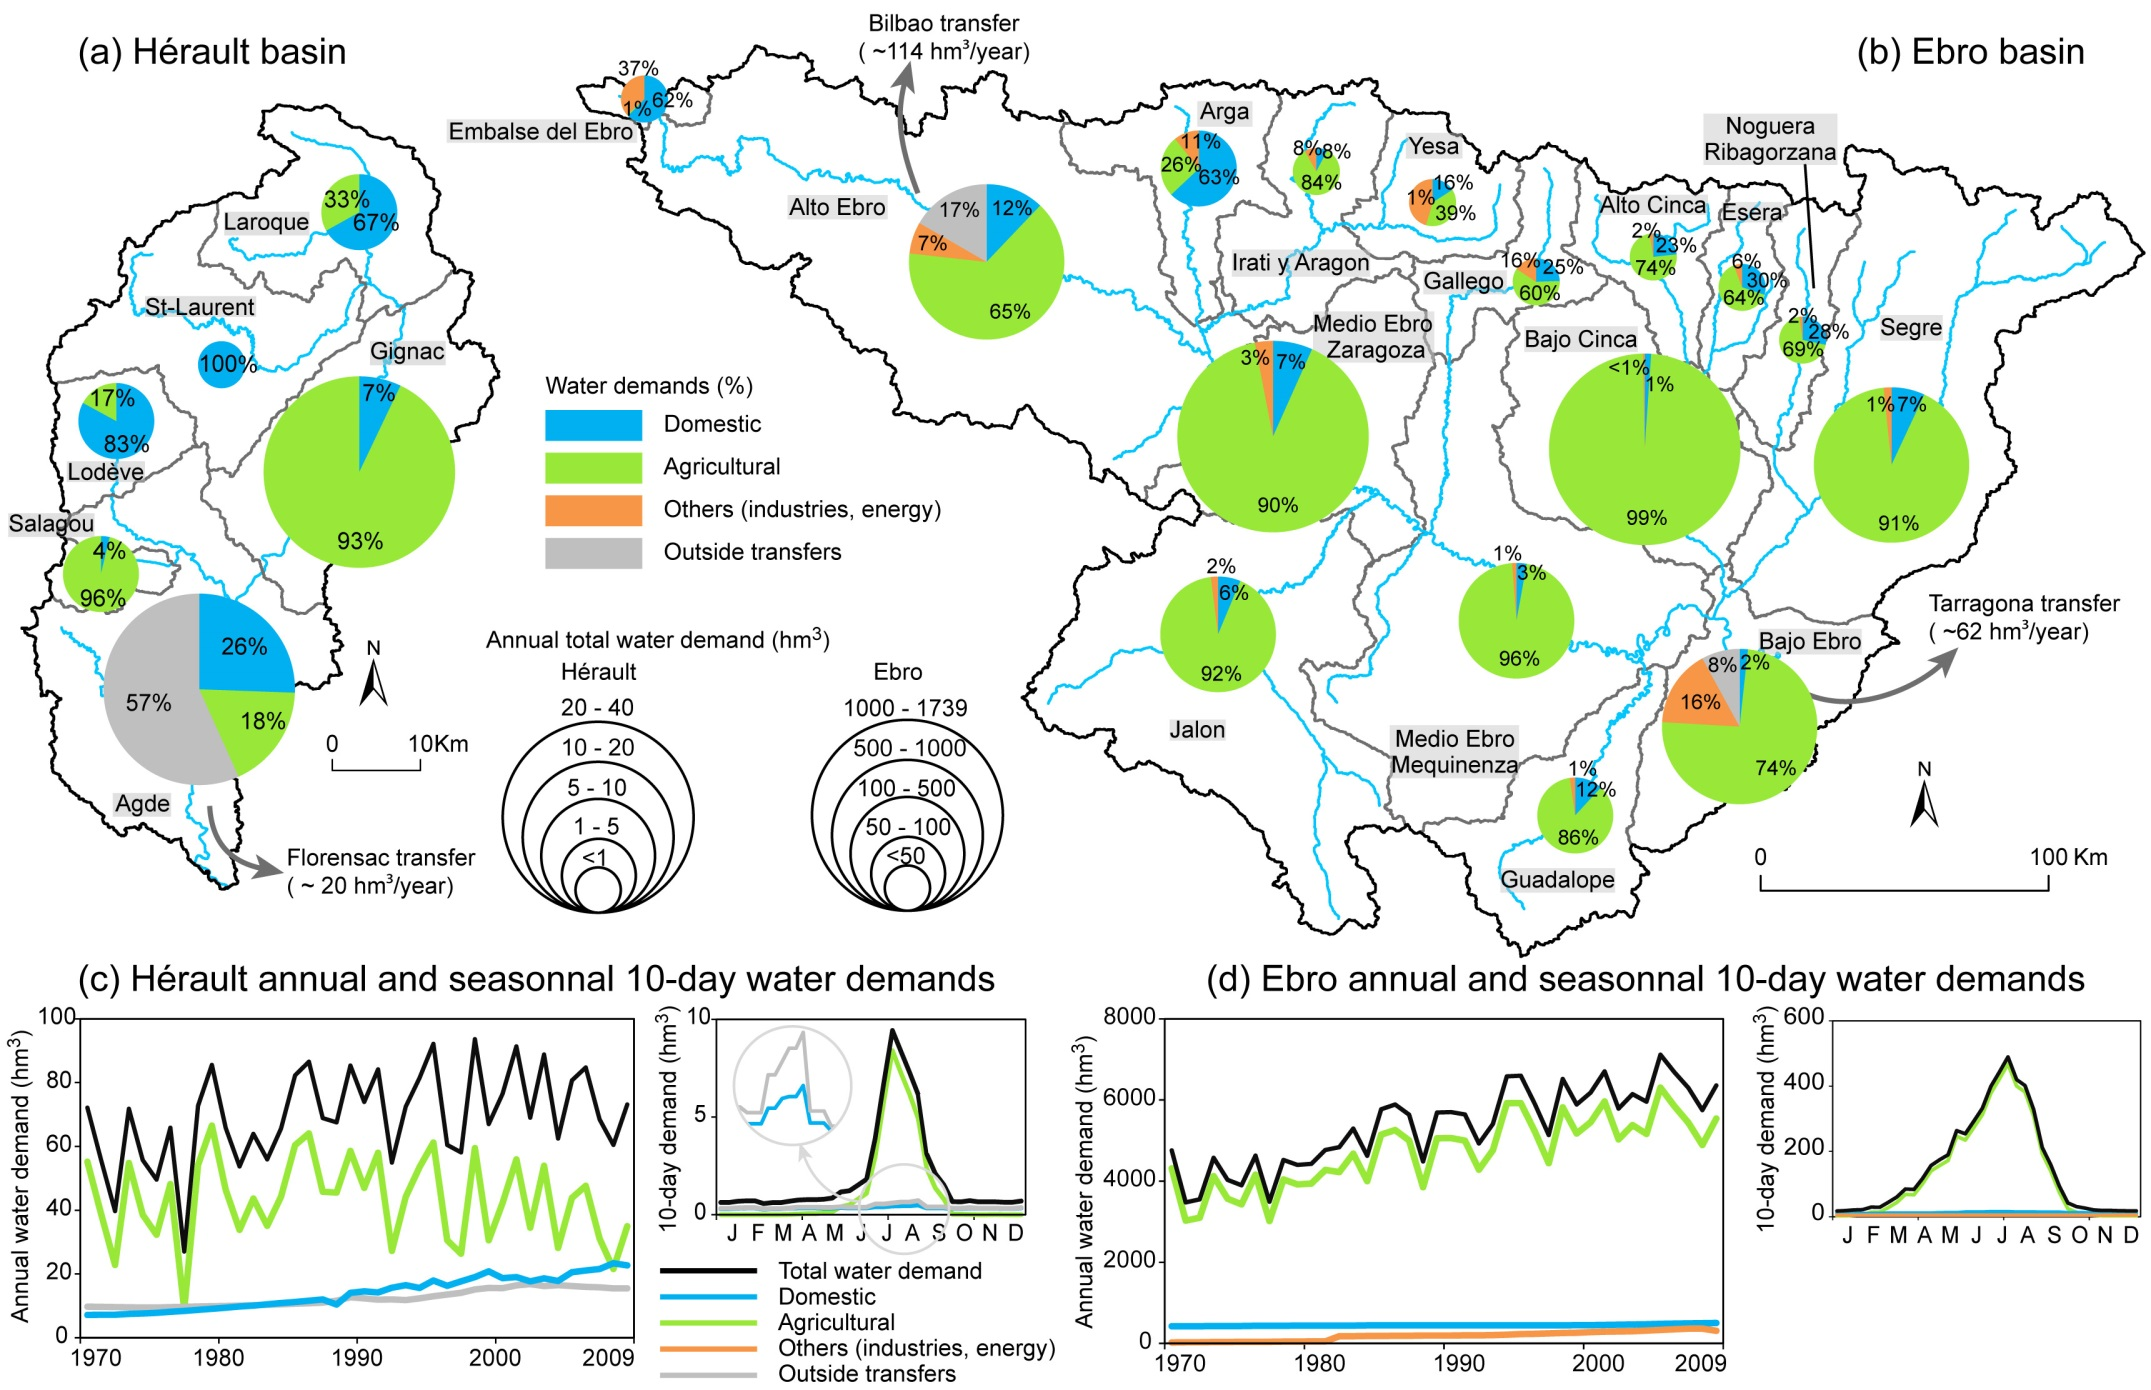 (a) Hérault basin
Bilbao transfer
( ~114 hm³/year)
(b) Ebro basin
37%
1%
62%
Embalse del Ebro
Alto Ebro
17%
12%
7%
65%
Arga
11%
26%
63%
8%
8%
84%
Irati y Aragon
Yesa
16%
1%
39%
Gallego
16%
25%
60%
Alto Cinca
2%
23%
74%
Esera
6%
30%
64%
Noguera
Ribagorzana
2%
28%
69%
Segre
1%
7%
91%
Medio Ebro
Zaragoza
3%
7%
90%
Bajo Cinca
<1%
1%
99%
Laroque
33%
67%
St-Laurent
100%
Gignac
7%
93%
17%
83%
Lodève
Salagou
4%
96%
26%
57%
18%
Agde
Florensac transfer
( ~ 20 hm³/year)
N
0 10Km
Water demands (%)
Domestic
Agricultural
Others (industries, energy)
Outside transfers
Annual total water demand (hm³)
Hérault
20 - 40
10 - 20
5 - 10
1 - 5
<1
Ebro
1000 - 1739
500 - 1000
100 - 500
50 - 100
<50
2%
6%
92%
Jalon
1%
3%
96%
Medio Ebro
Mequinenza
1%
12%
86%
Guadalope
Bajo Ebro
8%
2%
16%
74%
Tarragona transfer
( ~62 hm³/year)
N
0 100 Km
(c) Hérault annual and seasonnal 10-day water demands
Annual water demand (hm³)
100
80
60
40
20
0
1970 1980 1990 2000 2009
10-day demand (hm³)
10
5
0
J F M A M J J A S O N D
Total water demand
Domestic
Agricultural
Others (industries, energy)
Outside transfers
(d) Ebro annual and seasonnal 10-day water demands
Annual water demand (hm³)
8000
6000
4000
2000
0
1970 1980 1990 2000 2009
10-day demand (hm³)
600
400
200
0
J F M A M J J A S O N D